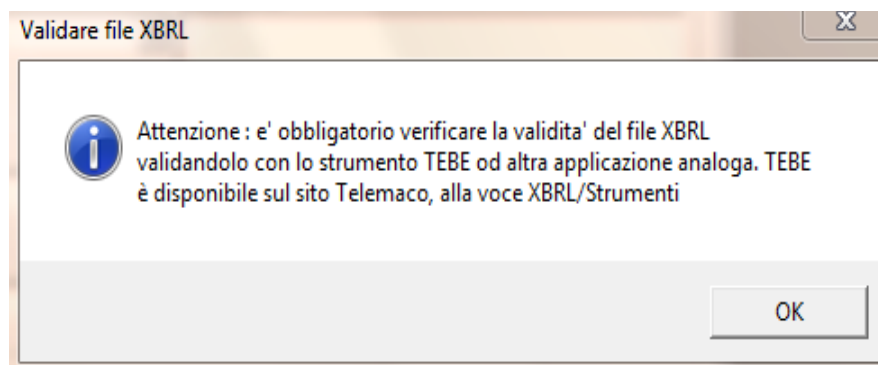 Validare file XBRL
Attenzione : e' obbligatorio verificare la validita' del file XBRL
validandolo con lo strumento TEBE od altra applicazione analoga. TEBE
è disponibile sul sito Telemaco, alla voce XBRL/Strumenti
OK